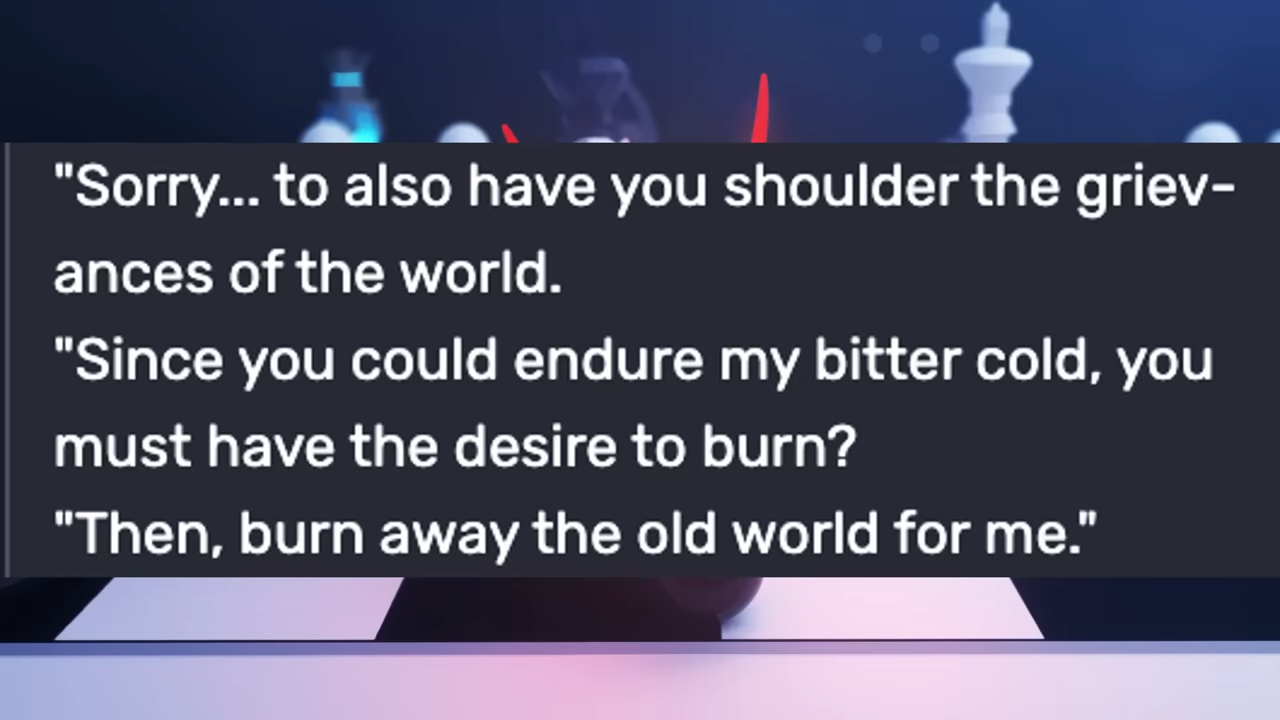 "Sorry... to also have you shoulder the griev-
ances of the world.
"Since you could endure my bitter cold, you
must have the desire to burn?
"Then, burn away the old world for me."